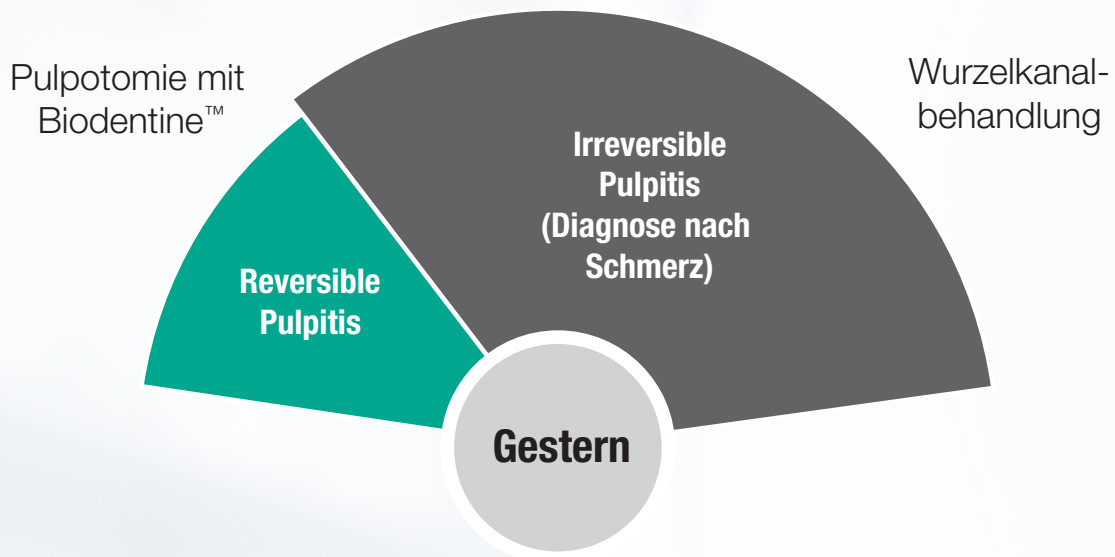 Pulpotomie mit
Biodentine™
Wurzelkanal-
behandlung
Irreversible
Pulpitis
(Diagnose nach
Schmerz)
Reversible
Pulpitis
Gestern